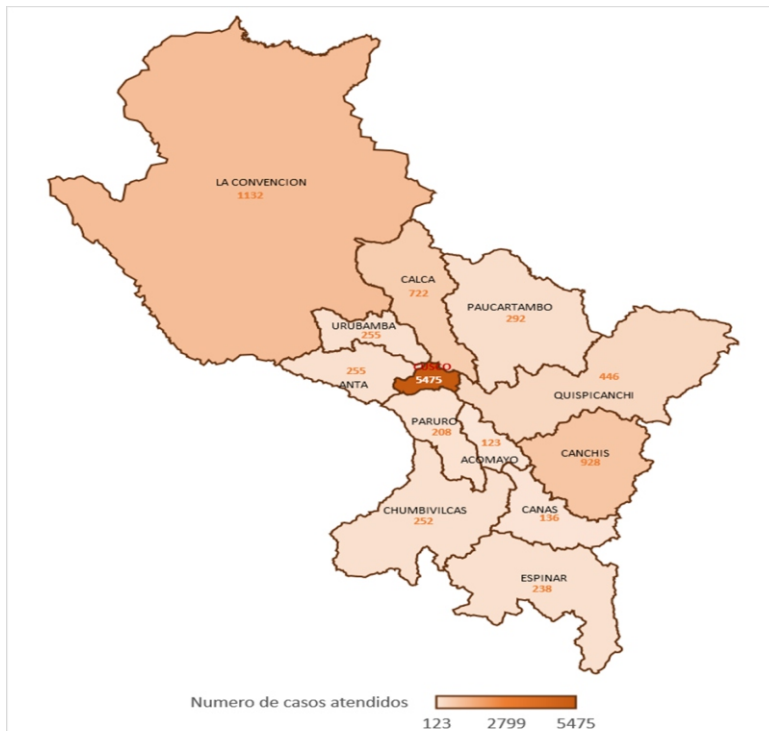 LA CONVENCION
1132
CALCA
722
PAUCARTAMBO
292
URUBAMBA
255
255
ANTA
CUSCO
5475
446
QUISPICANCHI
PARURO
208
123
ACOMAYO
CANCHIS
928
CHUMBIVILCAS
252
CANAS
136
ESPINAR
238
Numero de casos atendidos
123 2799 5475